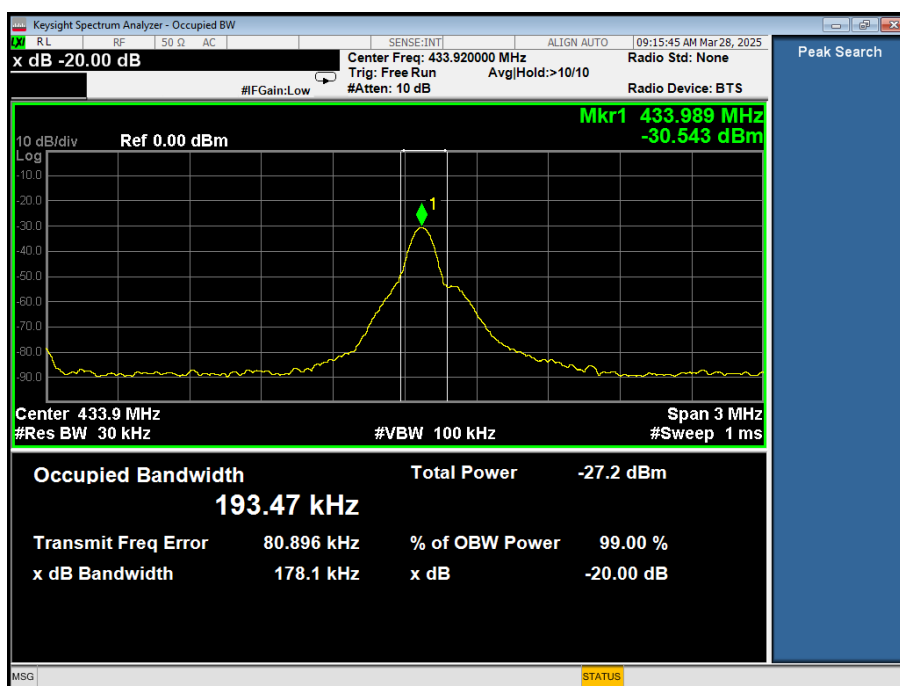 Keysight Spectrum Analyzer - Occupied BW
LXI RL RF 50 Ω AC SENSE:INT ALIGN AUTO 09:15:45 AM Mar 28, 2025
x dB -20.00 dB
Center Freq: 433.920000 MHz Radio Std: None
Trig: Free Run Avg|Hold:>10/10
#IFGain:Low #Atten: 10 dB Radio Device: BTS
Peak Search
Mkr1 433.989 MHz
-30.543 dBm
10 dB/div Ref 0.00 dBm
Log
-10.0
-20.0
1
-30.0
-40.0
-50.0
-60.0
-70.0
-80.0
-90.0
Center 433.9 MHz Span 3 MHz
#Res BW 30 kHz #VBW 100 kHz #Sweep 1 ms
Occupied Bandwidth Total Power -27.2 dBm
193.47 kHz
Transmit Freq Error 80.896 kHz % of OBW Power 99.00 %
x dB Bandwidth 178.1 kHz x dB -20.00 dB
MSG STATUS